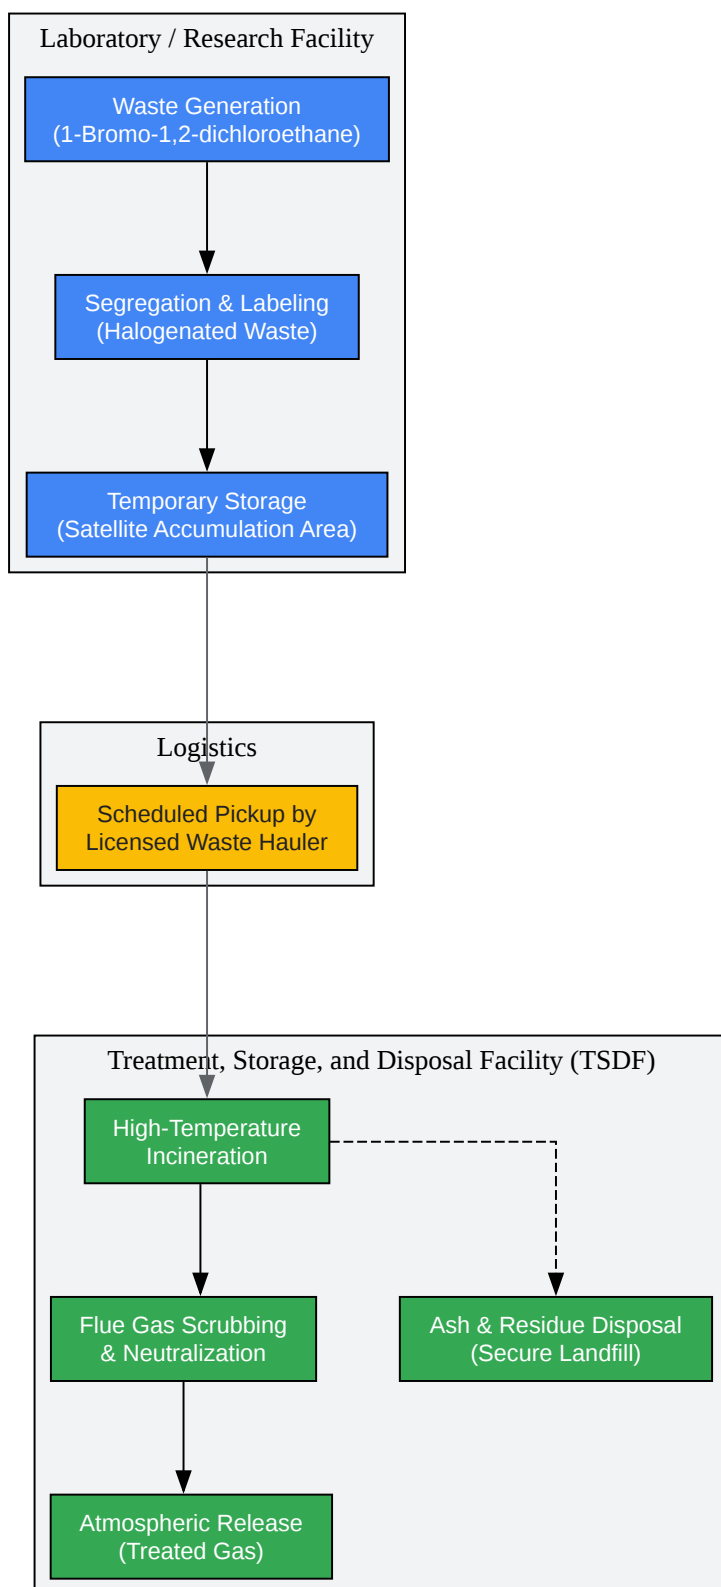 Laboratory / Research Facility
Waste Generation
(1-Bromo-1,2-dichloroethane)
Segregation & Labeling
(Halogenated Waste)
Temporary Storage
(Satellite Accumulation Area)
Logistics
Scheduled Pickup by
Licensed Waste Hauler
Treatment, Storage, and Disposal Facility (TSDF)
High-Temperature
Incineration
Flue Gas Scrubbing
& Neutralization
Ash & Residue Disposal
(Secure Landfill)
Atmospheric Release
(Treated Gas)